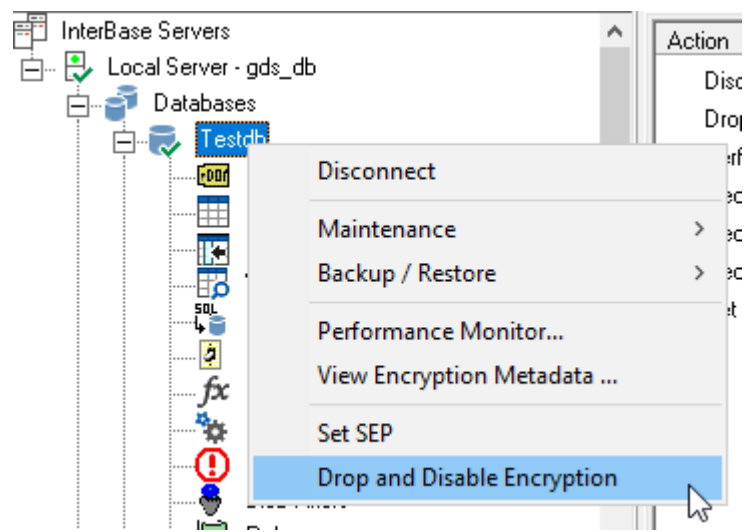 InterBase Servers
Local Server - gds_db
Databases
Testdb
Disconnect
Maintenance
Backup / Restore
Performance Monitor...
View Encryption Metadata ...
Set SEP
Drop and Disable Encryption
SQL
Action